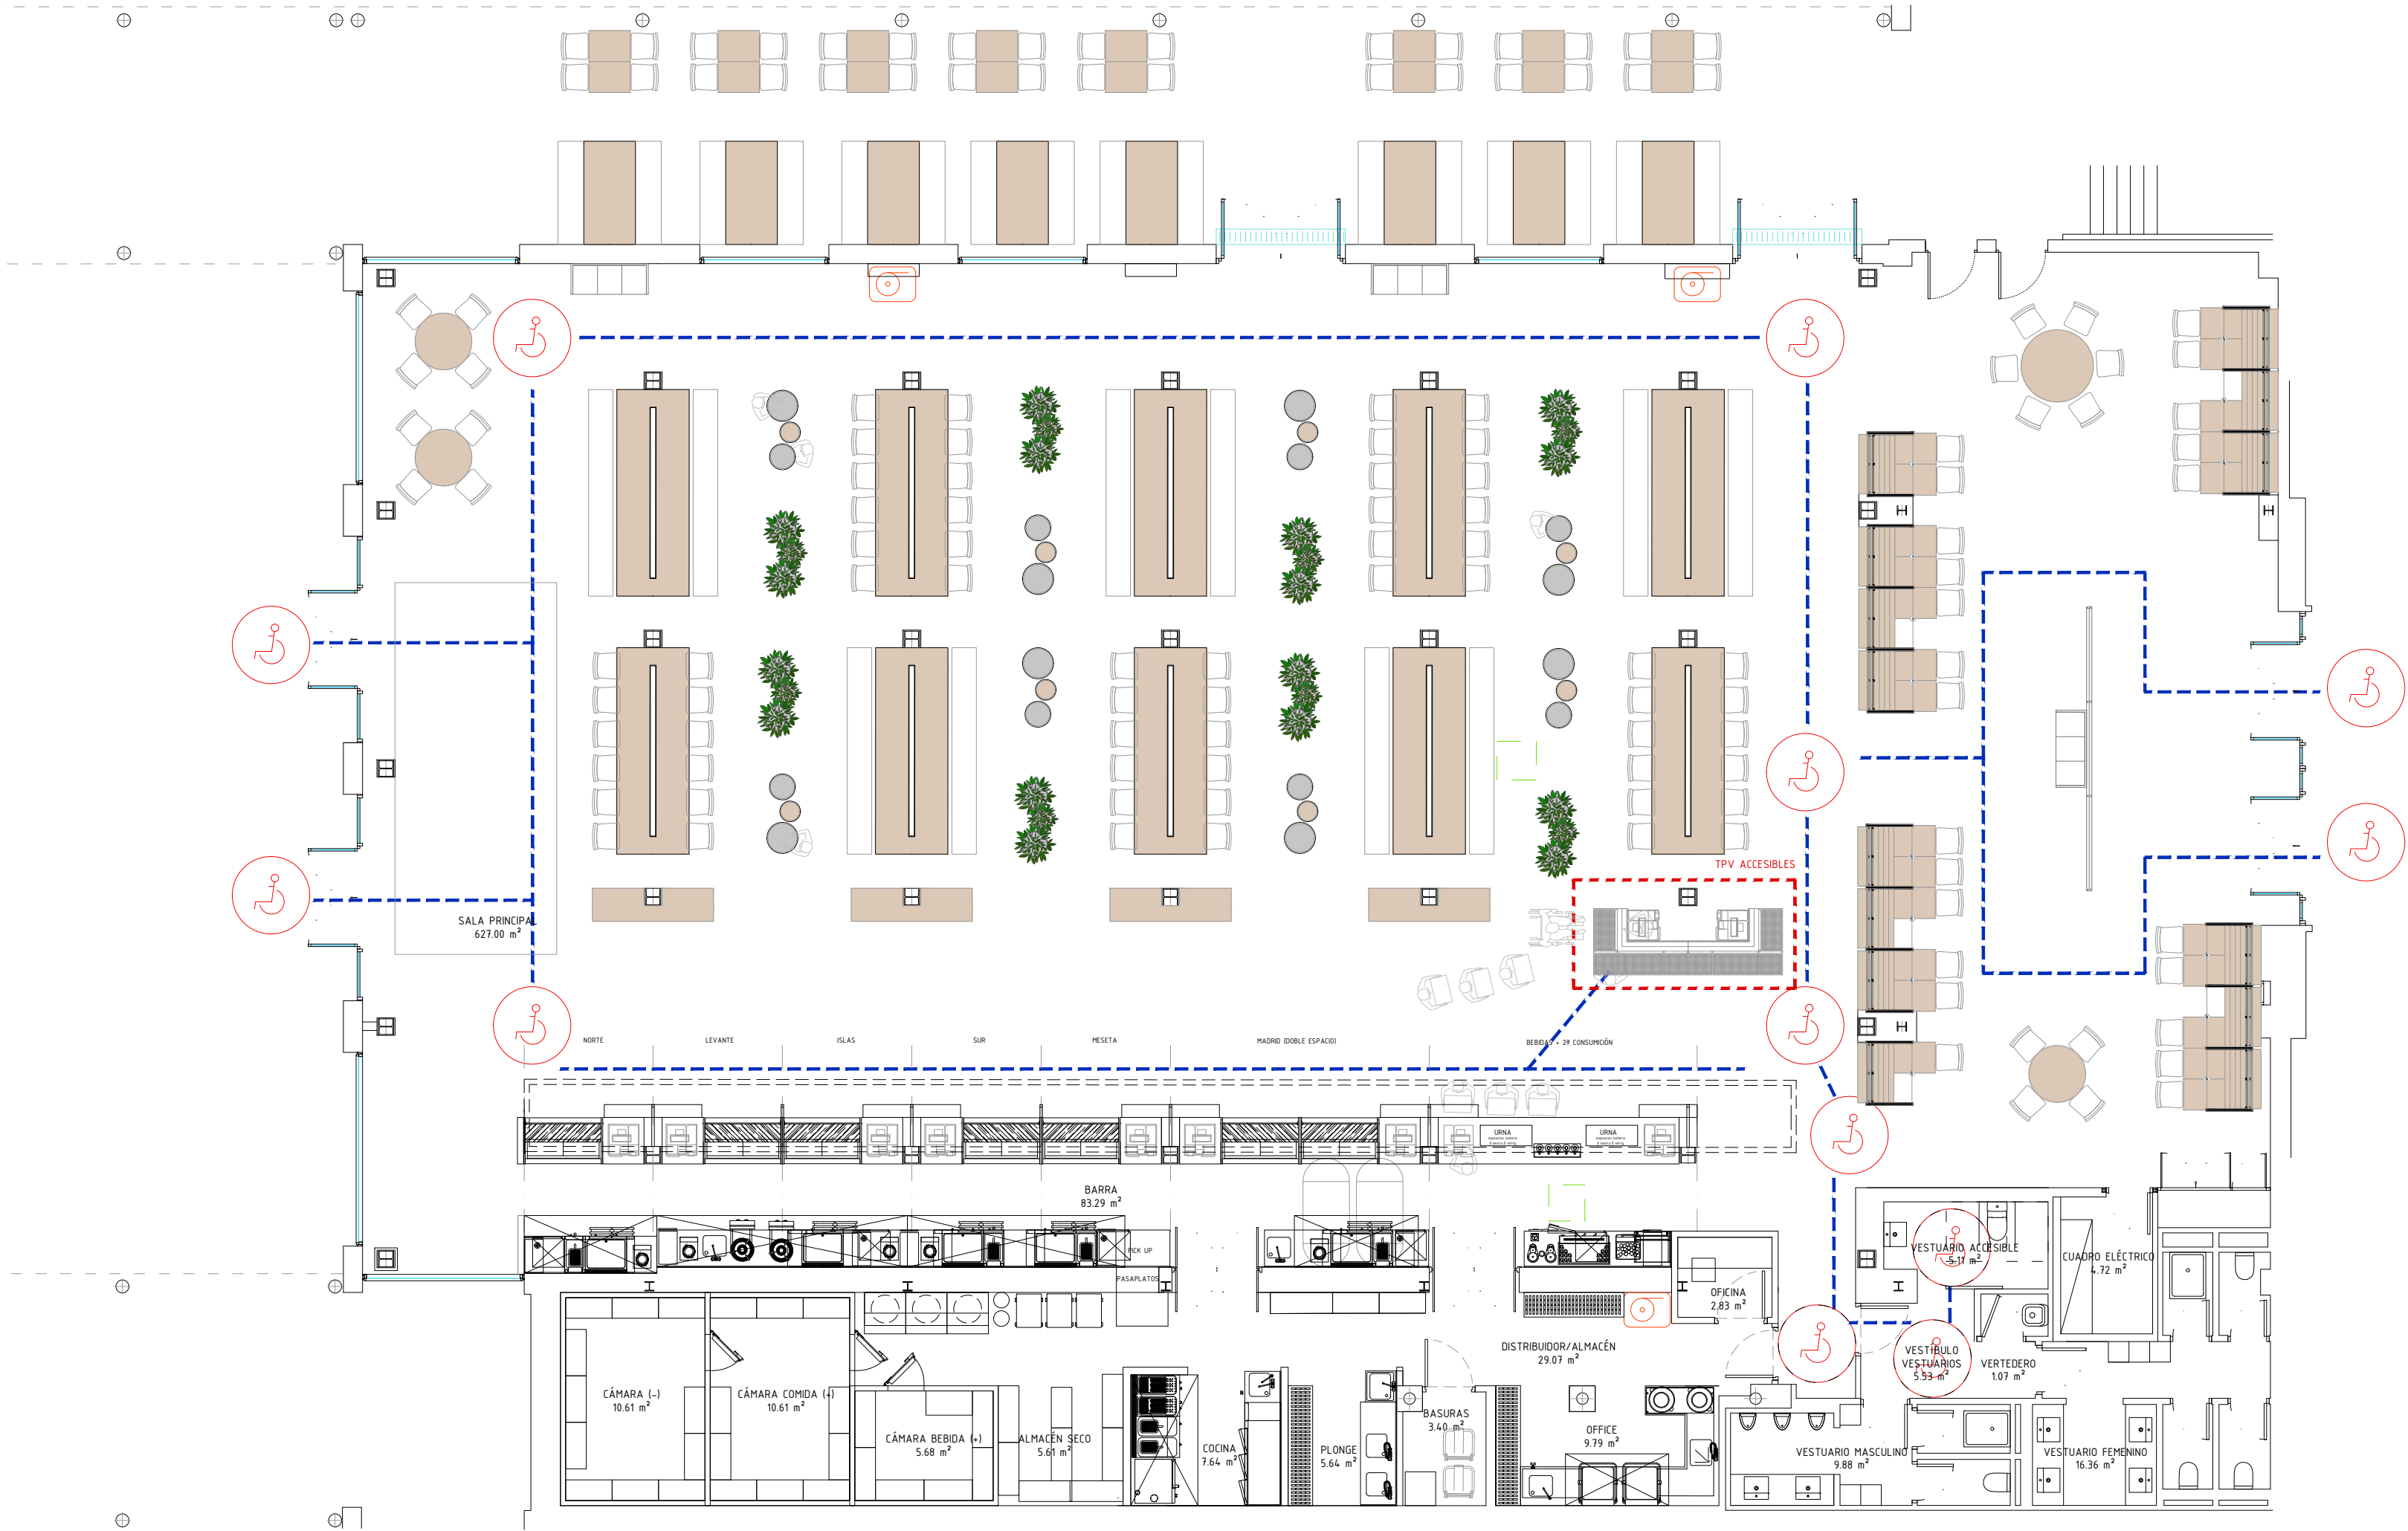 TPV ACCESIBLES
SALA PRINCIPAL
627.00 m²
NORTE
LEVANTE
ISLAS
SUR
MESETA
MADRID (DOBLE ESPACIO)
BEBIDAS + 2ª CONSUMICIÓN
URNA
URNA
BARRA
83.29 m²
PICK UP
PASAPLATOS
VESTUARIO ACCESIBLE
5.11 m²
CUADRO ELÉCTRICO
4.72 m²
OFICINA
2.83 m²
DISTRIBUIDOR/ALMACÉN
29.07 m²
VESTÍBULO
VESTUARIOS
5.53 m²
VERTEDERO
1.07 m²
CÁMARA (-)
10.61 m²
CÁMARA COMIDA (+)
10.61 m²
CÁMARA BEBIDA (+)
5.68 m²
ALMACÉN SECO
5.61 m²
COCINA
7.64 m²
PLONGE
5.64 m²
BASURAS
3.40 m²
OFFICE
9.79 m²
VESTUARIO MASCULINO
9.88 m²
VESTUARIO FEMENINO
16.36 m²